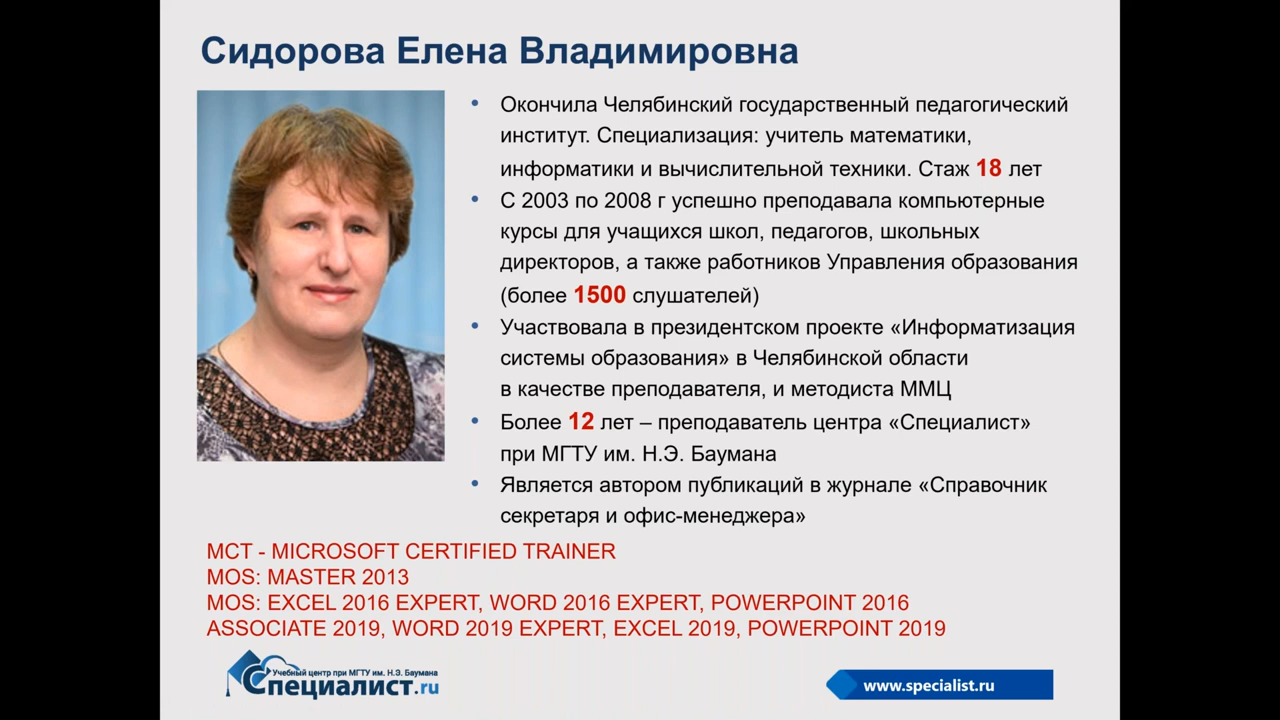 Сидорова Елена Владимировна
• Окончила Челябинский государственный педагогический
институт. Специализация: учитель математики,
информатики и вычислительной техники. Стаж 18 лет
• С 2003 по 2008 г успешно преподавала компьютерные
курсы для учащихся школ, педагогов, школьных
директоров, а также работников Управления образования
(более 1500 слушателей)
• Участвовала в президентском проекте «Информатизация
системы образования» в Челябинской области
в качестве преподавателя, и методиста ММЦ
• Более 12 лет – преподаватель центра «Специалист»
при МГТУ им. Н.Э. Баумана
• Является автором публикаций в журнале «Справочник
секретаря и офис-менеджера»
MCT - MICROSOFT CERTIFIED TRAINER
MOS: MASTER 2013
MOS: EXCEL 2016 EXPERT, WORD 2016 EXPERT, POWERPOINT 2016
ASSOCIATE 2019, WORD 2019 EXPERT, EXCEL 2019, POWERPOINT 2019
Учебный центр при МГТУ им. Н.Э. Баумана
Специалист.ru
www.specialist.ru